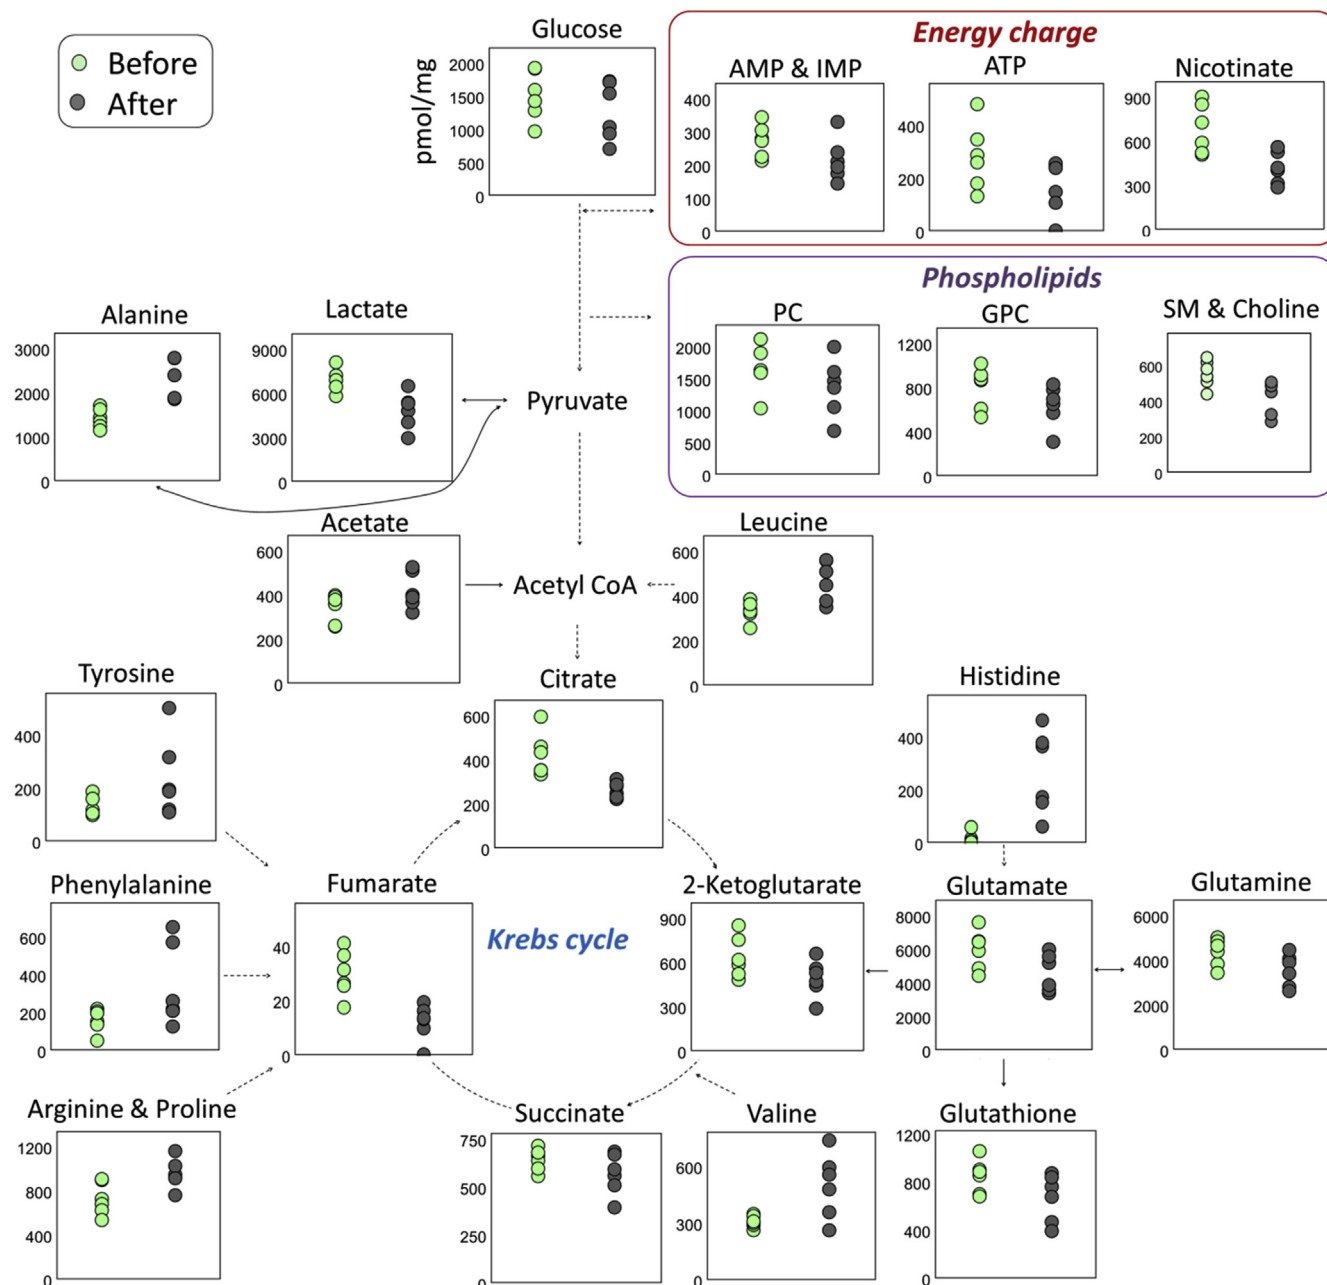 Before
After
Glucose
pmol/mg
2000
1500
1000
500
0
Energy charge
AMP & IMP
400
300
200
100
0
ATP
400
200
0
Nicotinate
900
600
300
0
Phospholipids
PC
2000
1500
1000
500
0
GPC
1200
800
400
0
SM & Choline
600
400
200
0
Alanine
3000
2000
1000
0
Lactate
9000
6000
3000
0
Pyruvate
Acetate
600
400
200
0
Acetyl CoA
Leucine
600
400
200
0
Tyrosine
400
200
0
Citrate
600
400
200
0
Histidine
400
200
0
Phenylalanine
600
400
200
0
Fumarate
40
20
0
Krebs cycle
2-Ketoglutarate
900
600
300
0
Glutamate
8000
6000
4000
2000
0
Glutamine
6000
4000
2000
0
Arginine & Proline
1200
800
400
0
Succinate
750
500
250
0
Valine
600
300
0
Glutathione
1200
800
400
0